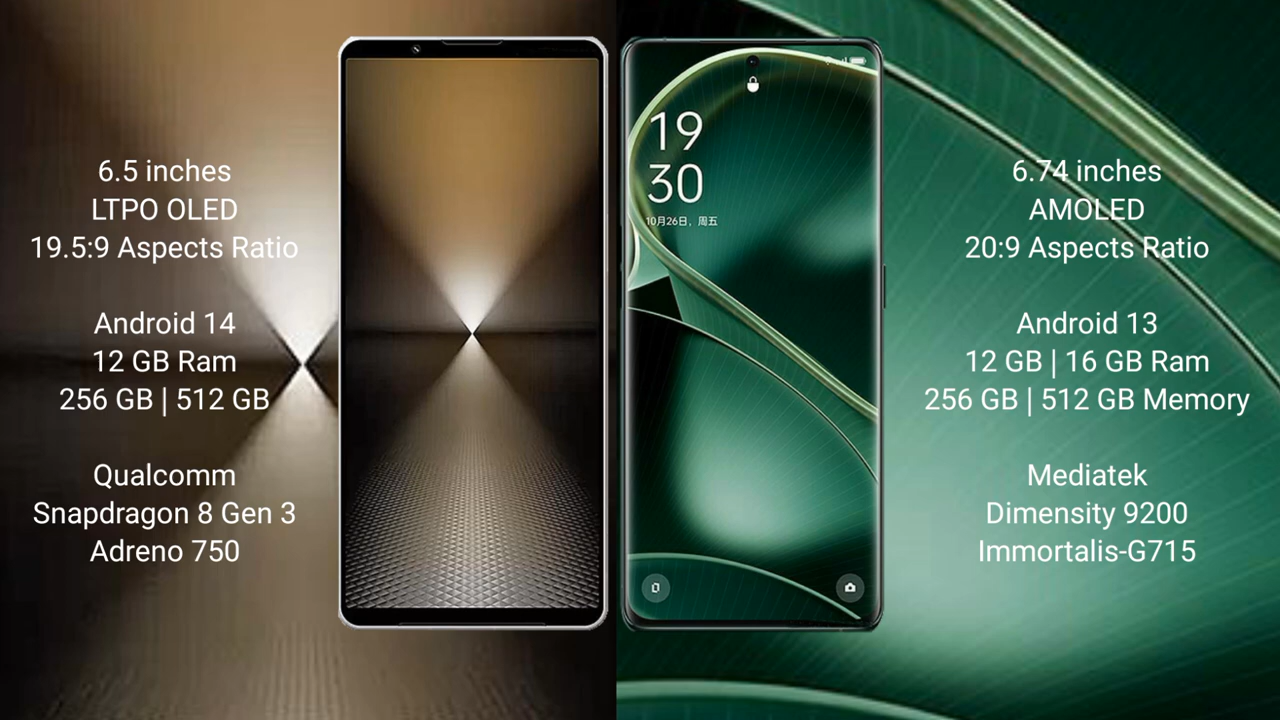 6.5 inches
LTPO OLED
19.5:9 Aspects Ratio
Android 14
12 GB Ram
256 GB | 512 GB
Qualcomm
Snapdragon 8 Gen 3
Adreno 750
19
30
10月26日，周五
6.74 inches
AMOLED
20:9 Aspects Ratio
Android 13
12 GB | 16 GB Ram
256 GB | 512 GB Memory
Mediatek
Dimensity 9200
Immortalis-G715